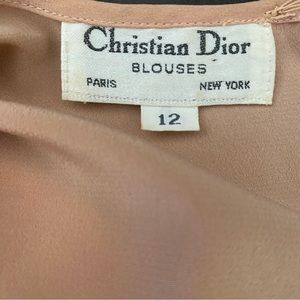 Christian Dior
BLOUSES
PARIS NEW YORK
12